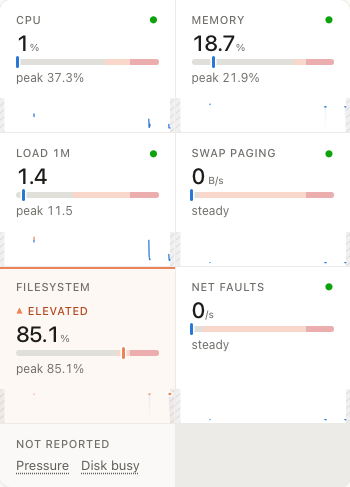 CPU
1%
peak 37.3%
MEMORY
18.7%
peak 21.9%
LOAD 1M
1.4
peak 11.5
SWAP PAGING
0 B/s
steady
FILESYSTEM
▲ ELEVATED
85.1%
peak 85.1%
NET FAULTS
0/s
steady
NOT REPORTED
Pressure Disk busy